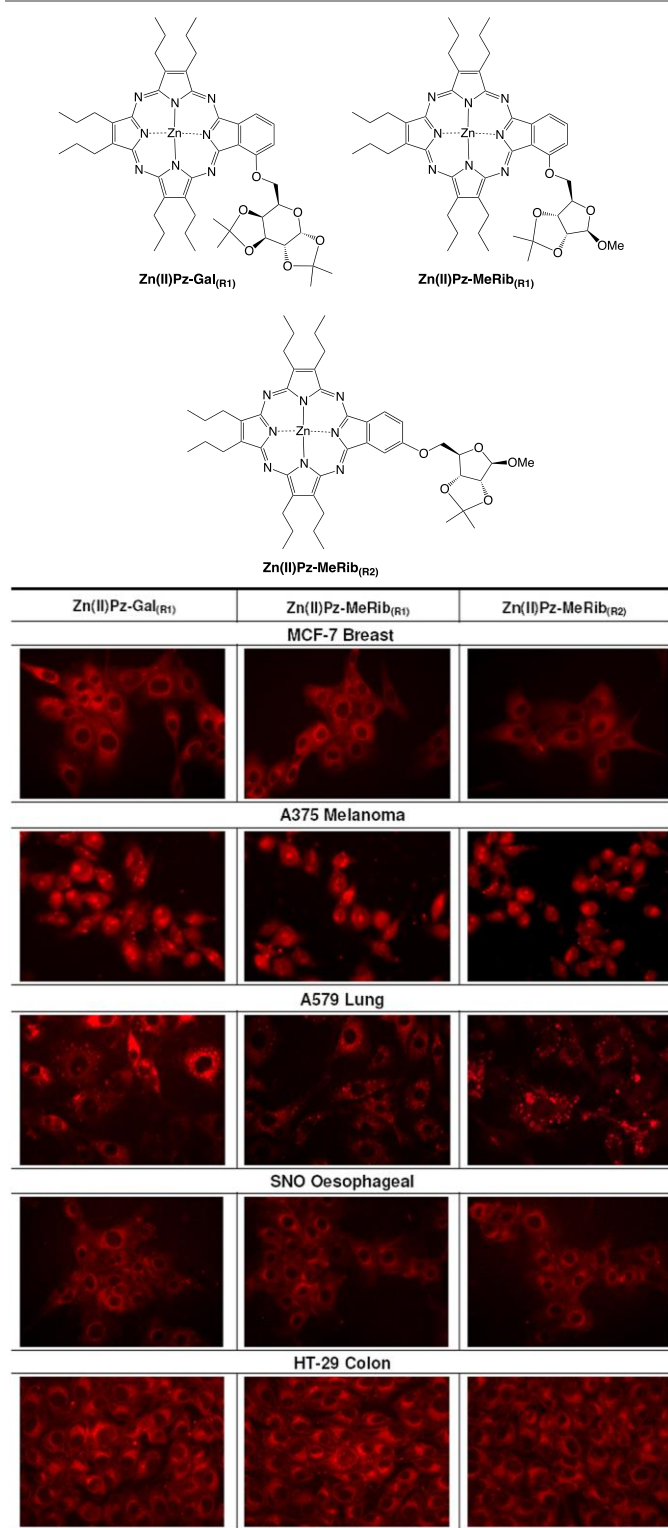 Zn(II)Pz-Gal(R1)
Zn(II)Pz-MeRib(R1)
Zn(II)Pz-MeRib(R2)
Zn(II)Pz-Gal(R1) Zn(II)Pz-MeRib(R1) Zn(II)Pz-MeRib(R2)
MCF-7 Breast
A375 Melanoma
A579 Lung
SNO Oesophageal
HT-29 Colon
N
N
N
N
Zn
N
N
N
N
O
O
O
O
O
O
N
N
N
N
Zn
N
N
N
N
O
O
O
O
OMe
N
N
N
N
Zn
N
N
N
N
O
O
OMe
O
O